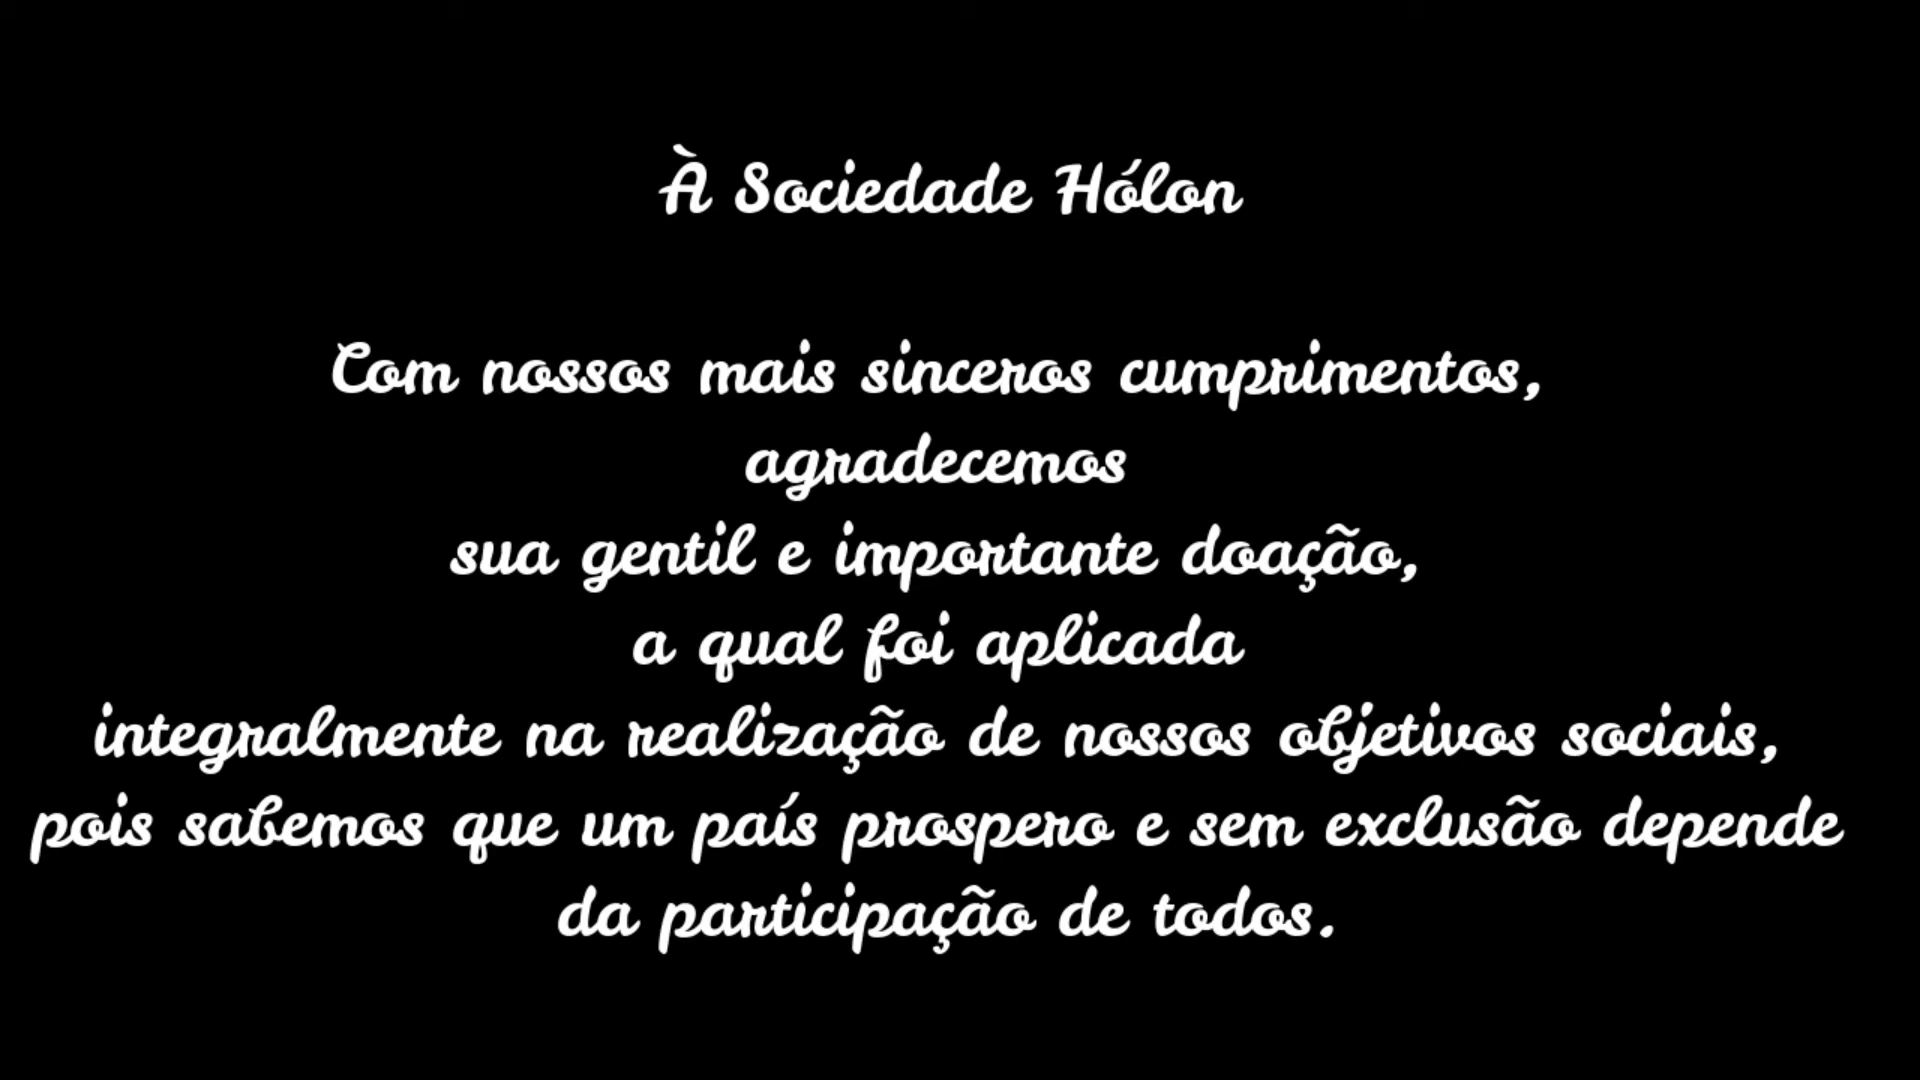 À Sociedade Hólon
Com nossos mais sinceros cumprimentos,
agradecemos
sua gentil e importante doação,
a qual foi aplicada
integralmente na realização de nossos objetivos sociais,
pois sabemos que um país prospero e sem exclusão depende
da participação de todos.